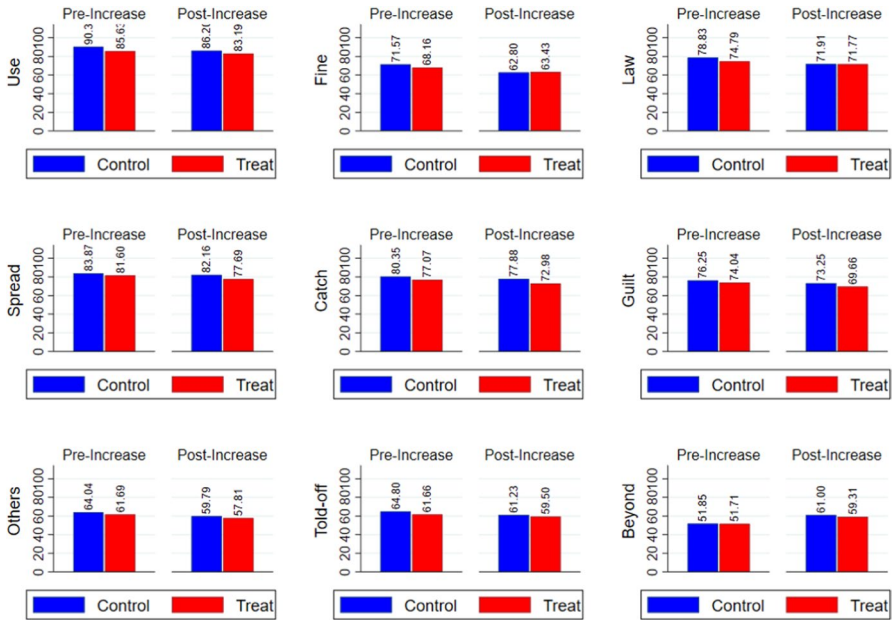 Pre-Increase Post-Increase
Use
0 20 40 60 80100
90.3 85.63 86.20 83.19
Control Treat
Pre-Increase Post-Increase
Fine
0 20 40 60 80100
71.57 68.16 62.80 63.43
Control Treat
Pre-Increase Post-Increase
Law
0 20 40 60 80100
78.83 74.79 71.91 71.77
Control Treat
Pre-Increase Post-Increase
Spread
0 20 40 60 80100
83.87 81.60 82.16 77.69
Control Treat
Pre-Increase Post-Increase
Catch
0 20 40 60 80100
80.35 77.07 77.88 72.98
Control Treat
Pre-Increase Post-Increase
Guilt
0 20 40 60 80100
76.25 74.04 73.25 69.66
Control Treat
Pre-Increase Post-Increase
Others
0 20 40 60 80100
64.04 61.69 59.79 57.81
Control Treat
Pre-Increase Post-Increase
Told-off
0 20 40 60 80100
64.80 61.66 61.23 59.50
Control Treat
Pre-Increase Post-Increase
Beyond
0 20 40 60 80100
51.85 51.71 61.00 59.31
Control Treat